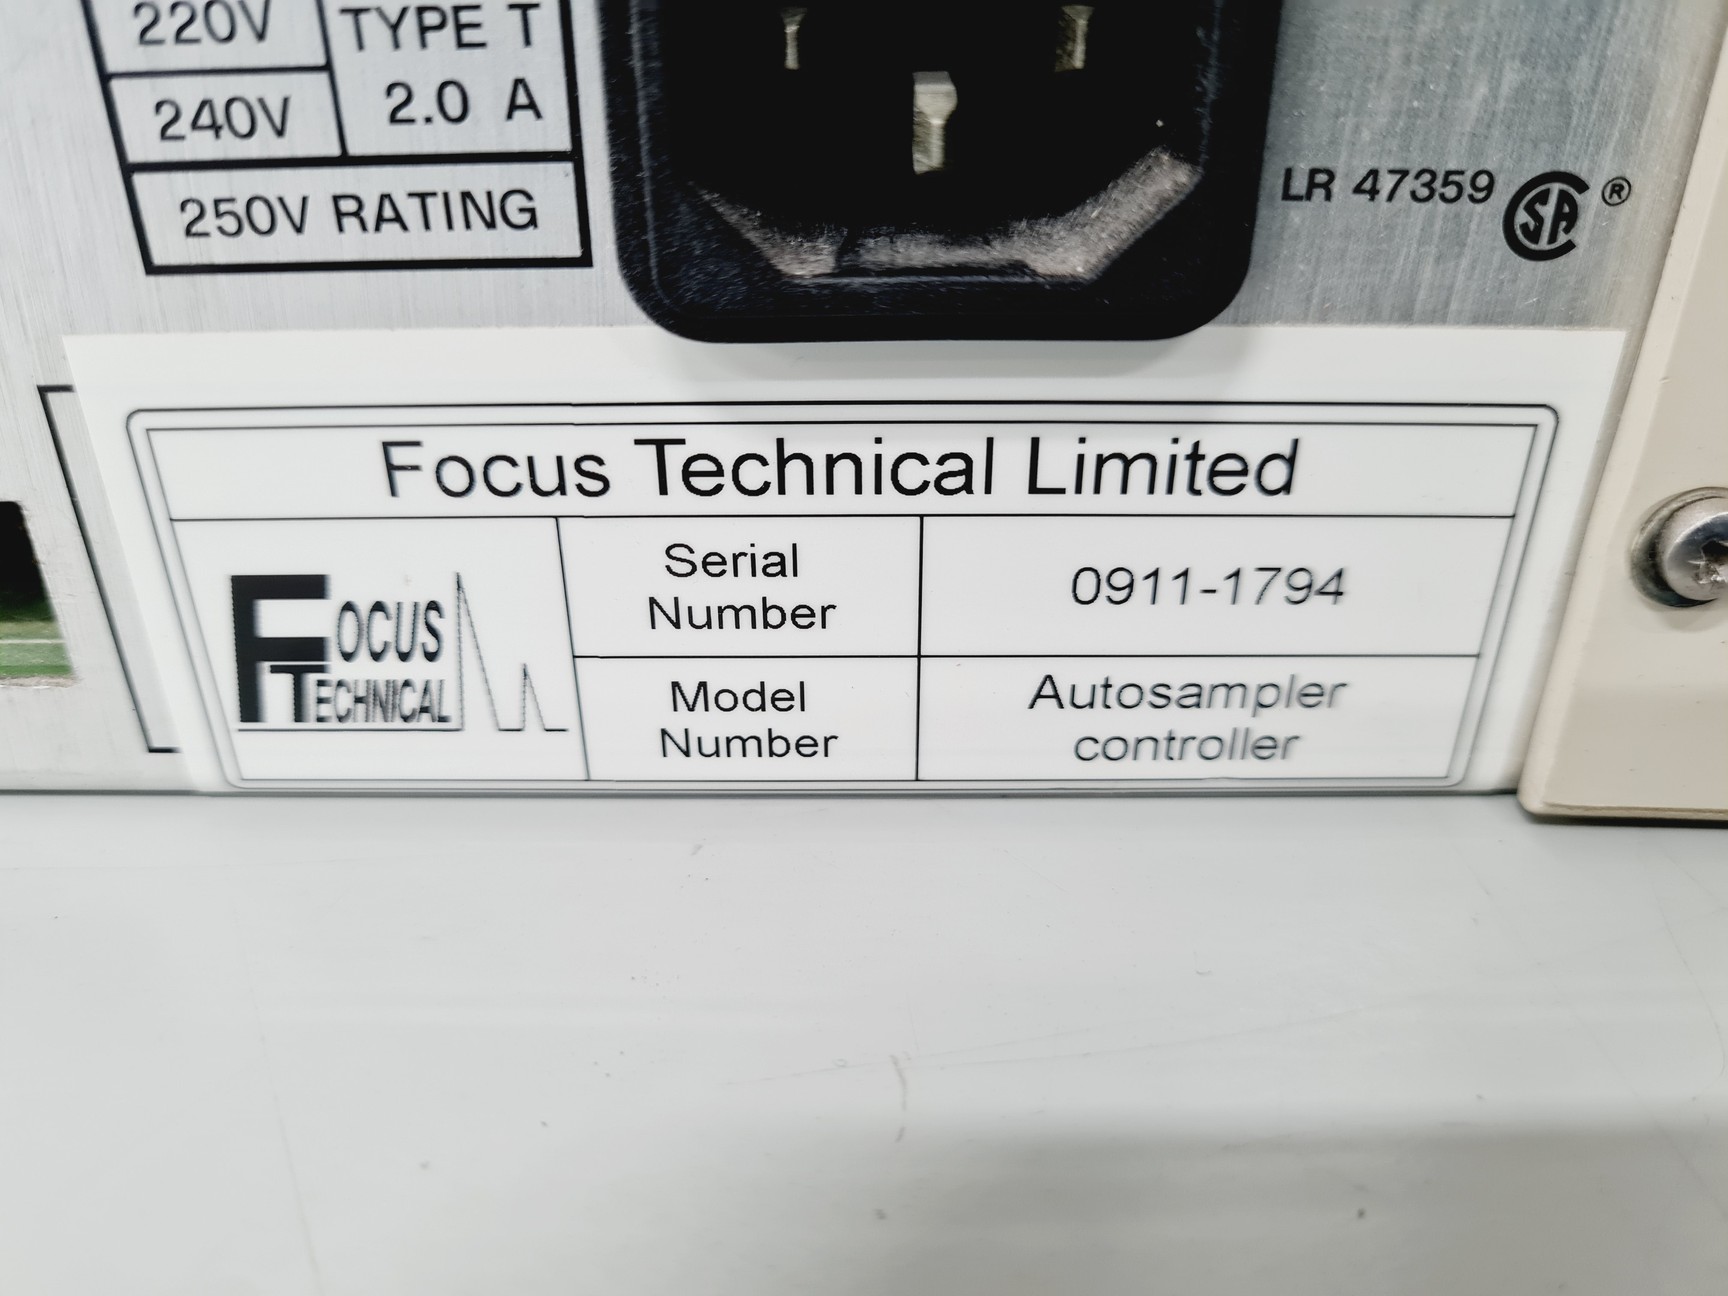 220V
TYPE T
240V
2.0 A
250V RATING
LR 47359 SA ®
Focus Technical Limited
FOCUS
TECHNICAL
Serial
Number
0911-1794
Model
Number
Autosampler
controller